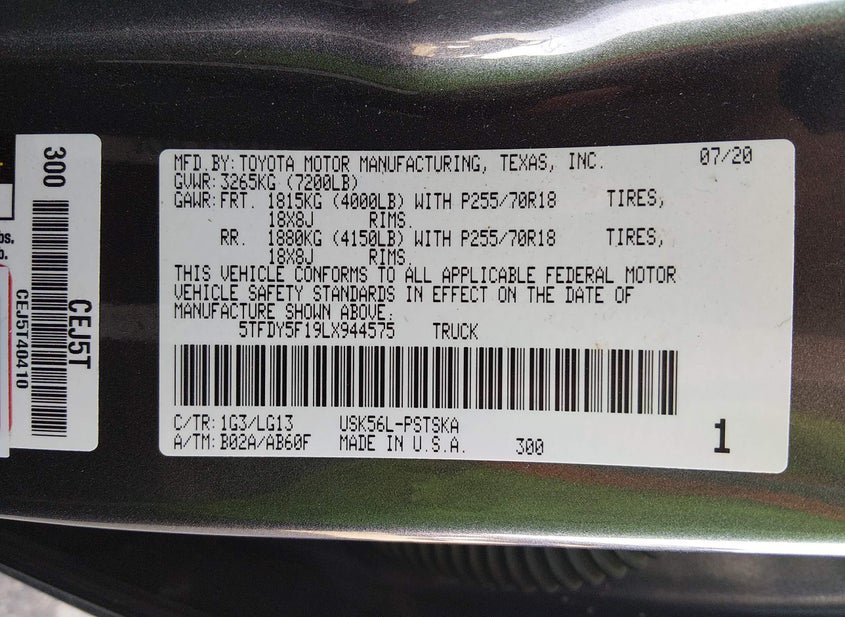 300
bs.
b.
CEJ5T
CEJ5T40410
MFD.BY:TOYOTA MOTOR MANUFACTURING, TEXAS, INC. 07/20
GVWR:3265KG (7200LB)
GAWR:FRT. 1815KG (4000LB) WITH P255/70R18 TIRES,
18X8J RIMS.
RR. 1880KG (4150LB) WITH P255/70R18 TIRES,
18X8J RIMS.
THIS VEHICLE CONFORMS TO ALL APPLICABLE FEDERAL MOTOR
VEHICLE SAFETY STANDARDS IN EFFECT ON THE DATE OF
MANUFACTURE SHOWN ABOVE.
5TFDY5F19LX944575 TRUCK
C/TR:1G3/LG13 USK56L-PSTSKA
A/TM:B02A/AB60F MADE IN U.S.A. 300 1